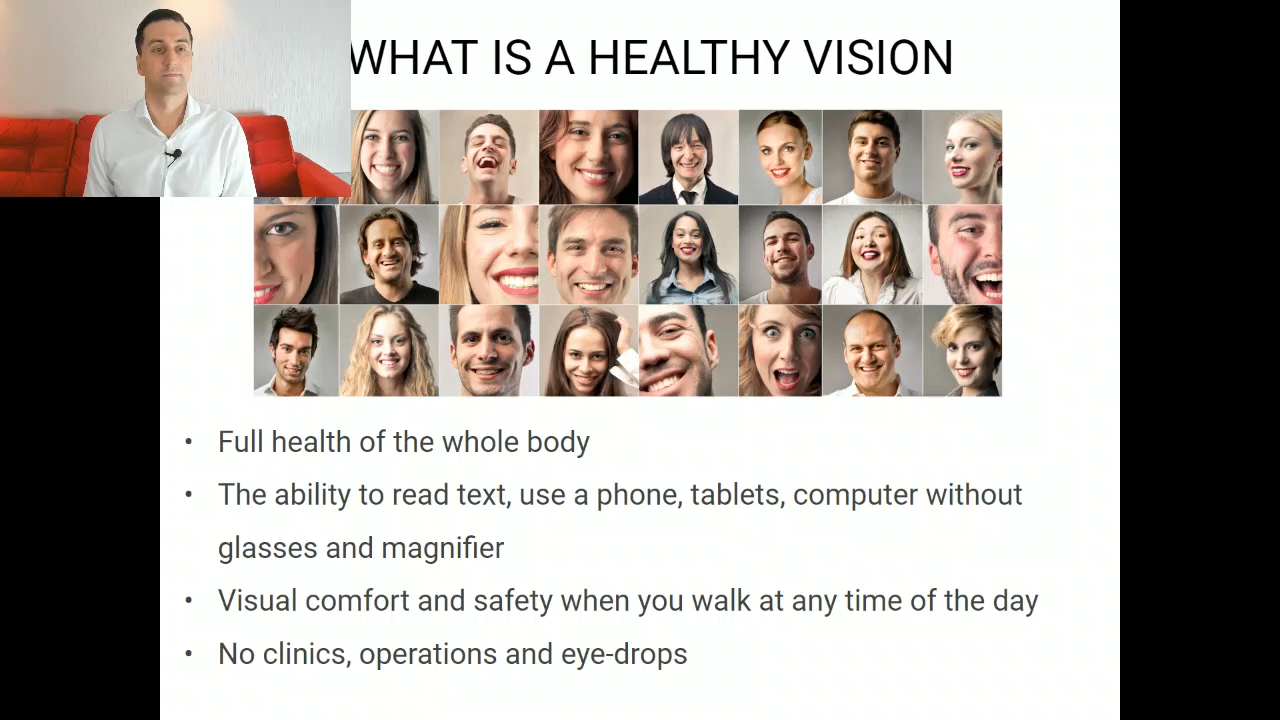 WHAT IS A HEALTHY VISION
• Full health of the whole body
• The ability to read text, use a phone, tablets, computer without
glasses and magnifier
• Visual comfort and safety when you walk at any time of the day
• No clinics, operations and eye-drops